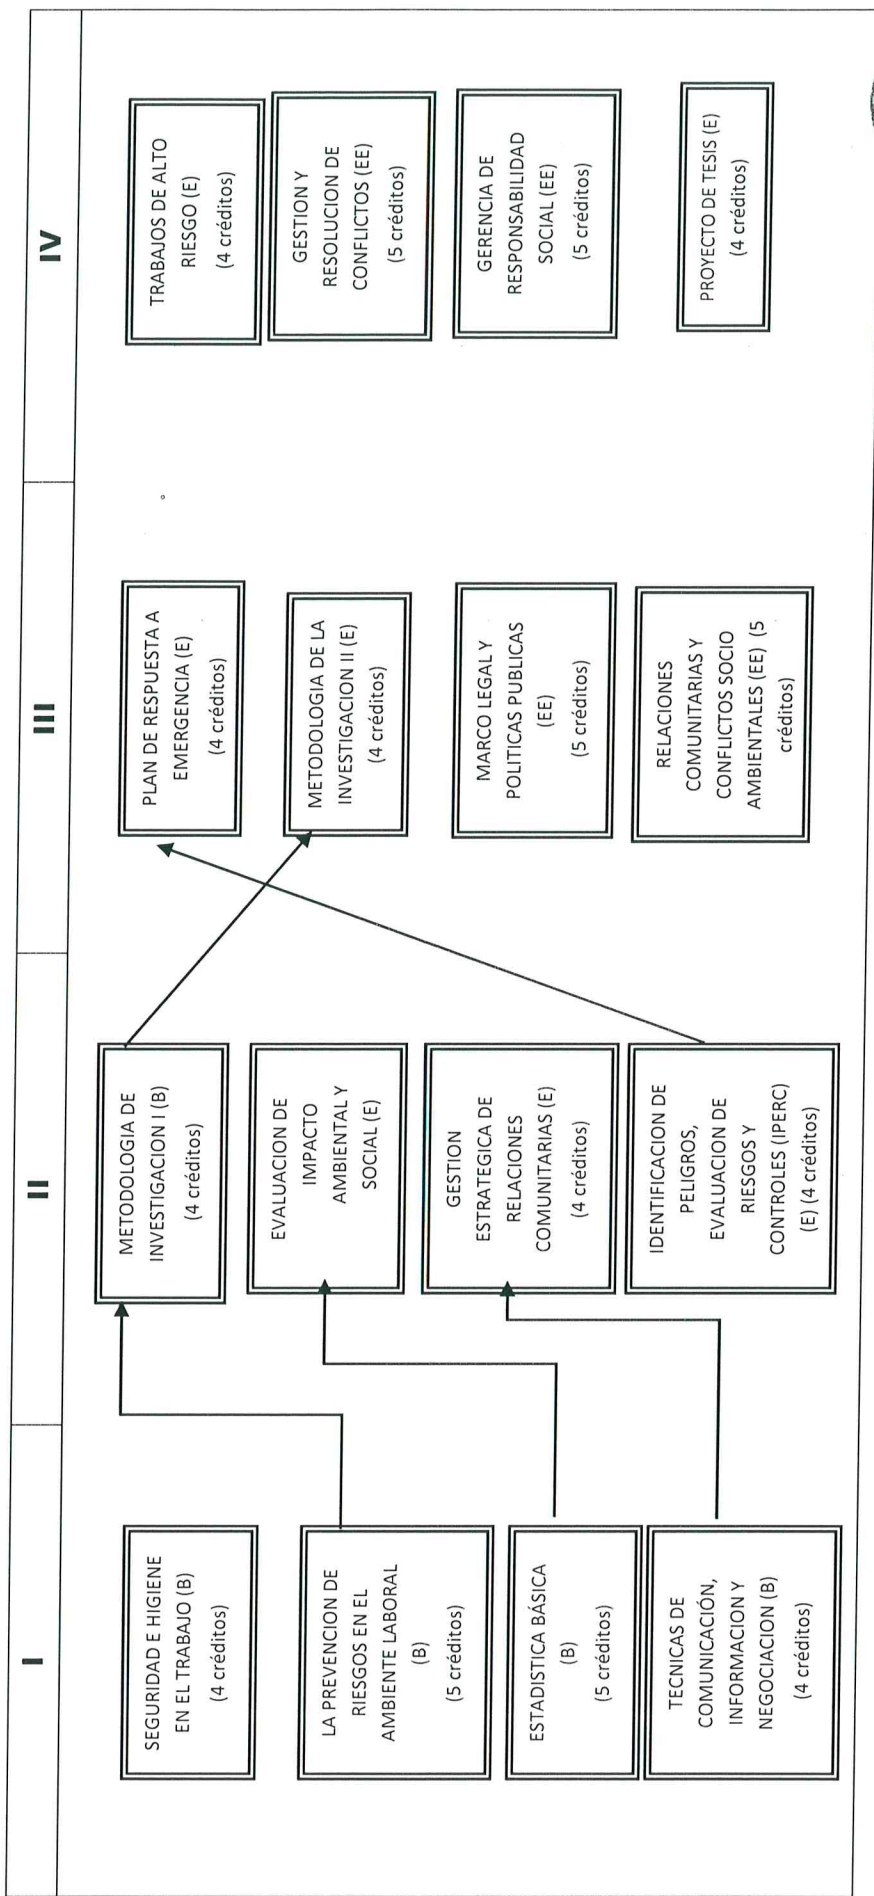 I
II
III
IV
SEGURIDAD E HIGIENE
EN EL TRABAJO (B)
(4 créditos)
LA PREVENCION DE
RIESGOS EN EL
AMBIENTE LABORAL
(B)
(5 créditos)
ESTADISTICA BÁSICA
(B)
(5 créditos)
TECNICAS DE
COMUNICACIÓN,
INFORMACION Y
NEGOCIACION (B)
(4 créditos)
METODOLOGIA DE
INVESTIGACION I (B)
(4 créditos)
EVALUACION DE
IMPACTO
AMBIENTAL Y
SOCIAL (E)
GESTION
ESTRATEGICA DE
RELACIONES
COMUNITARIAS (E)
(4 créditos)
IDENTIFICACION DE
PELIGROS,
EVALUACION DE
RIESGOS Y
CONTROLES (IPERC)
(E) (4 créditos)
PLAN DE RESPUESTA A
EMERGENCIA (E)
(4 créditos)
METODOLOGIA DE LA
INVESTIGACION II (E)
(4 créditos)
MARCO LEGAL Y
POLITICAS PUBLICAS
(EE)
(5 créditos)
RELACIONES
COMUNITARIAS Y
CONFLICTOS SOCIO
AMBIENTALES (EE) (5
créditos)
TRABAJOS DE ALTO
RIESGO (E)
(4 créditos)
GESTION Y
RESOLUCION DE
CONFLICTOS (EE)
(5 créditos)
GERENCIA DE
RESPONSABILIDAD
SOCIAL (EE)
(5 créditos)
PROYECTO DE TESIS (E)
(4 créditos)